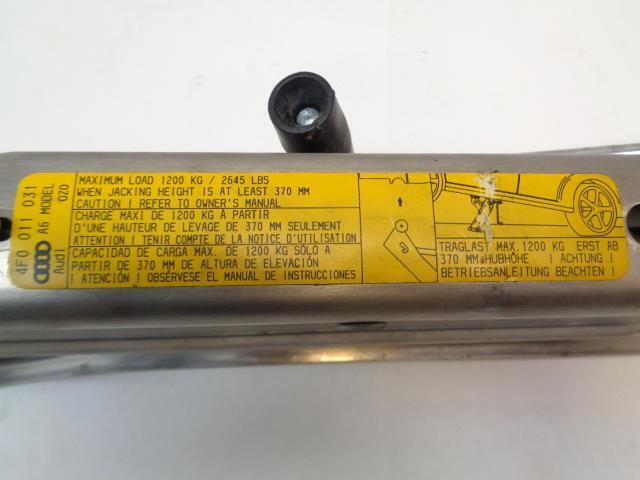 4F0 011 031
A6 MODEL 0Z0
Audi
MAXIMUM LOAD 1200 KG / 2645 LBS
WHEN JACKING HEIGHT IS AT LEAST 370 MM
CAUTION ! REFER TO OWNER'S MANUAL
CHARGE MAXI DE 1200 KG À PARTIR
D'UNE HAUTEUR DE LEVAGE DE 370 MM SEULEMENT
ATTENTION ! TENIR COMPTE DE LA NOTICE D'UTILISATION
CAPACIDAD DE CARGA MAX. DE 1200 KG SÓLO A
PARTIR DE 370 MM DE ALTURA DE ELEVACIÓN
! ATENCIÓN ! OBSÉRVESE EL MANUAL DE INSTRUCCIONES
TRAGLAST MAX.1200 KG ERST AB
370 MM HUBHÖHE ! ACHTUNG !
BETRIEBSANLEITUNG BEACHTEN !